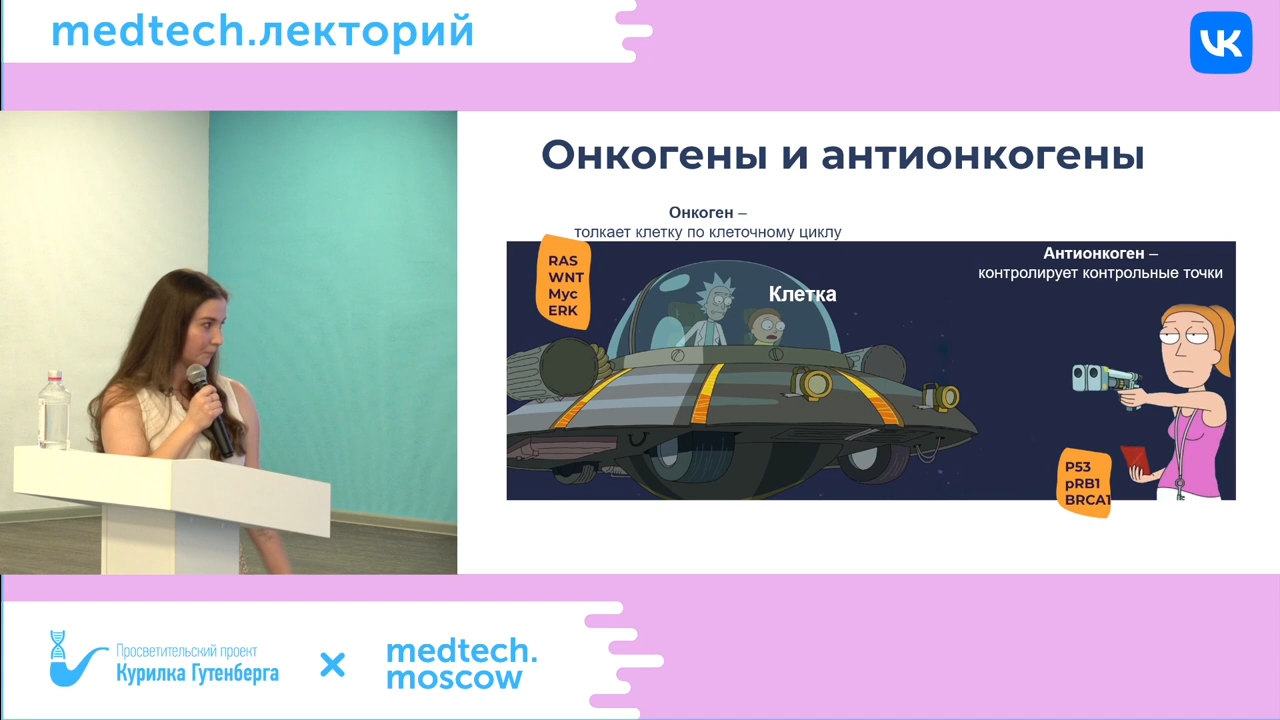 medtech.лекторий
VK
Онкогены и антионкогены
Онкоген –
толкает клетку по клеточному циклу
RAS
WNT
Myc
ERK
Клетка
Антионкоген –
контролирует контрольные точки
P53
pRB1
BRCA1
Просветительский проект
Курилка Гутенберга
×
medtech.
moscow